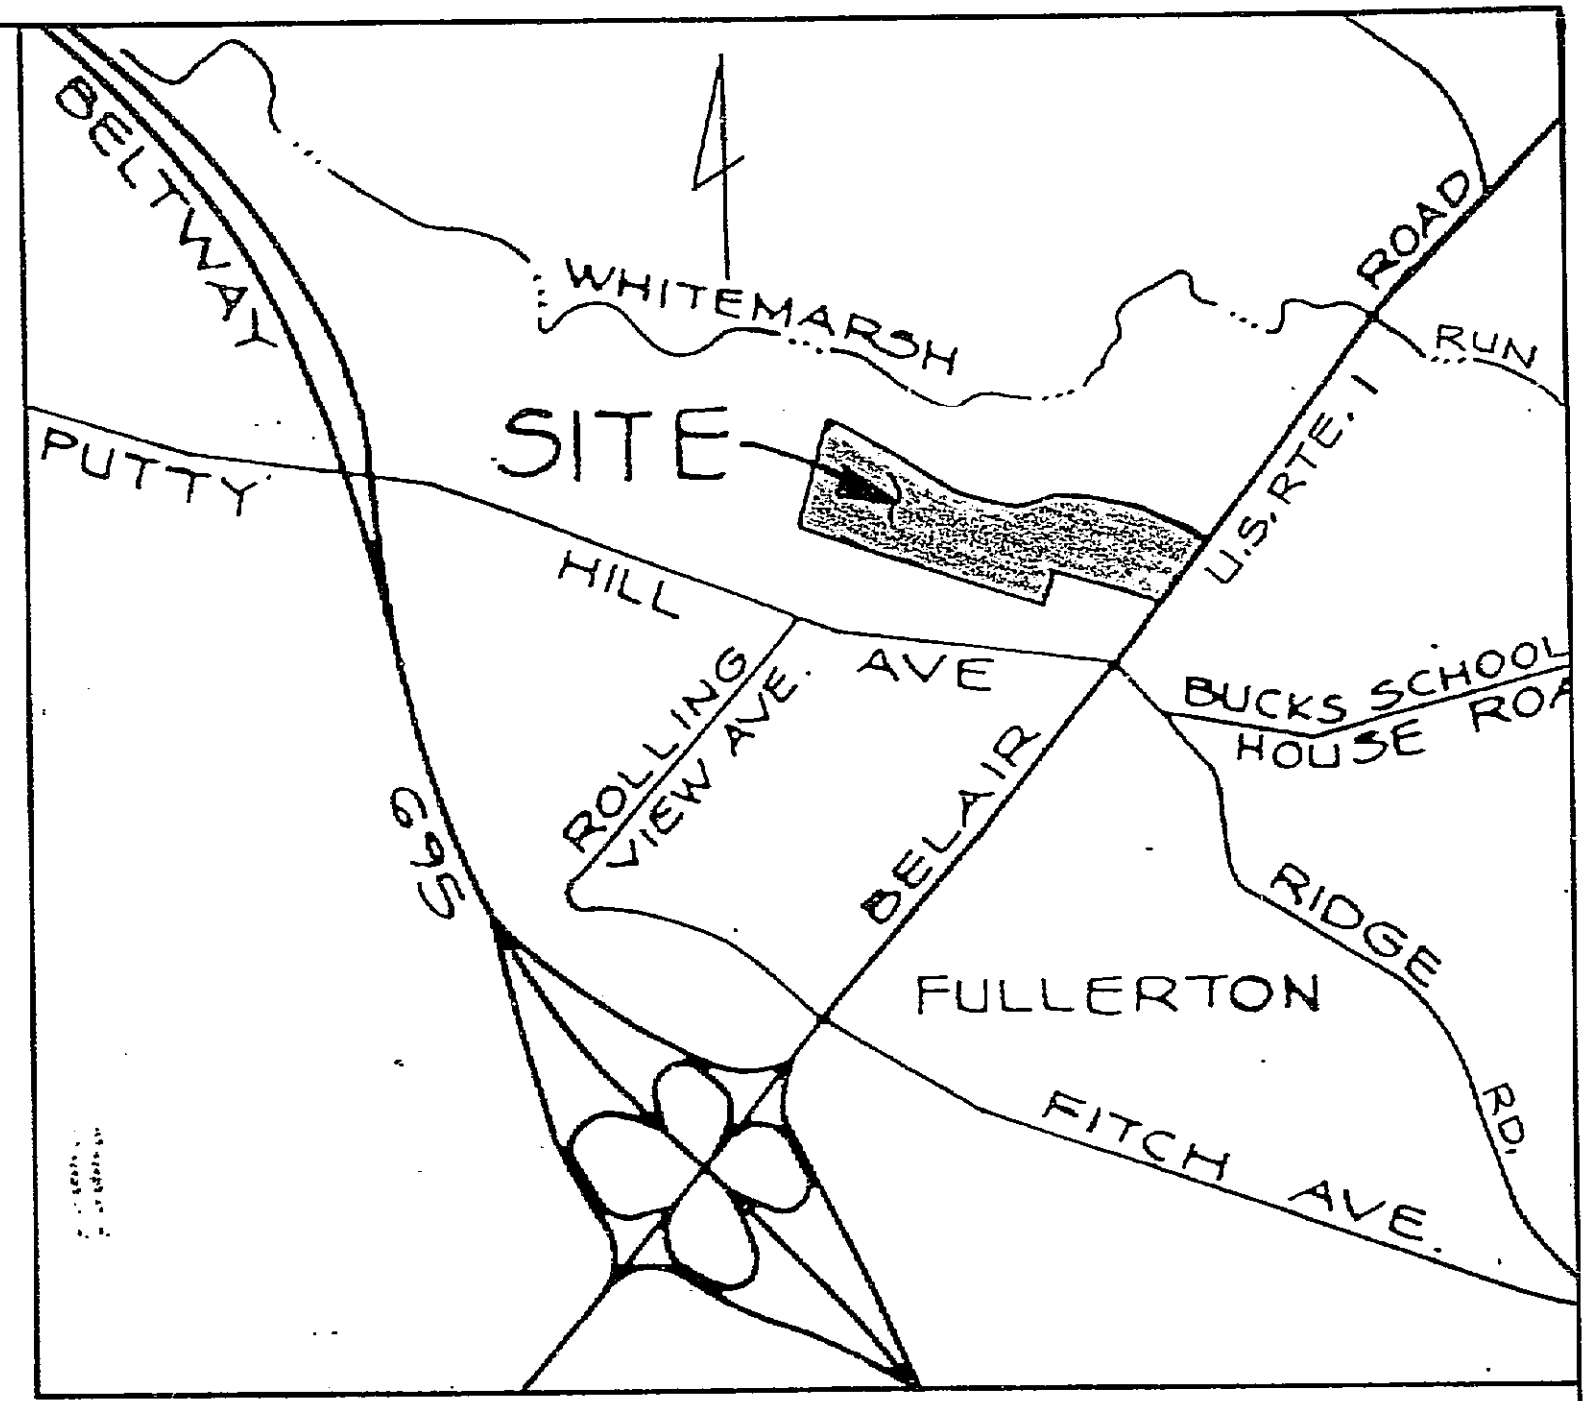 BELTWAY
WHITEMARSH
RUN
ROAD
SITE
U.S. RTE. 1
PUTTY
HILL
AVE
ROLLING
VIEW AVE.
BUCKS SCHOOL
HOUSE ROA
BELAIR
695
RIDGE
RD.
FULLERTON
FITCH AVE.